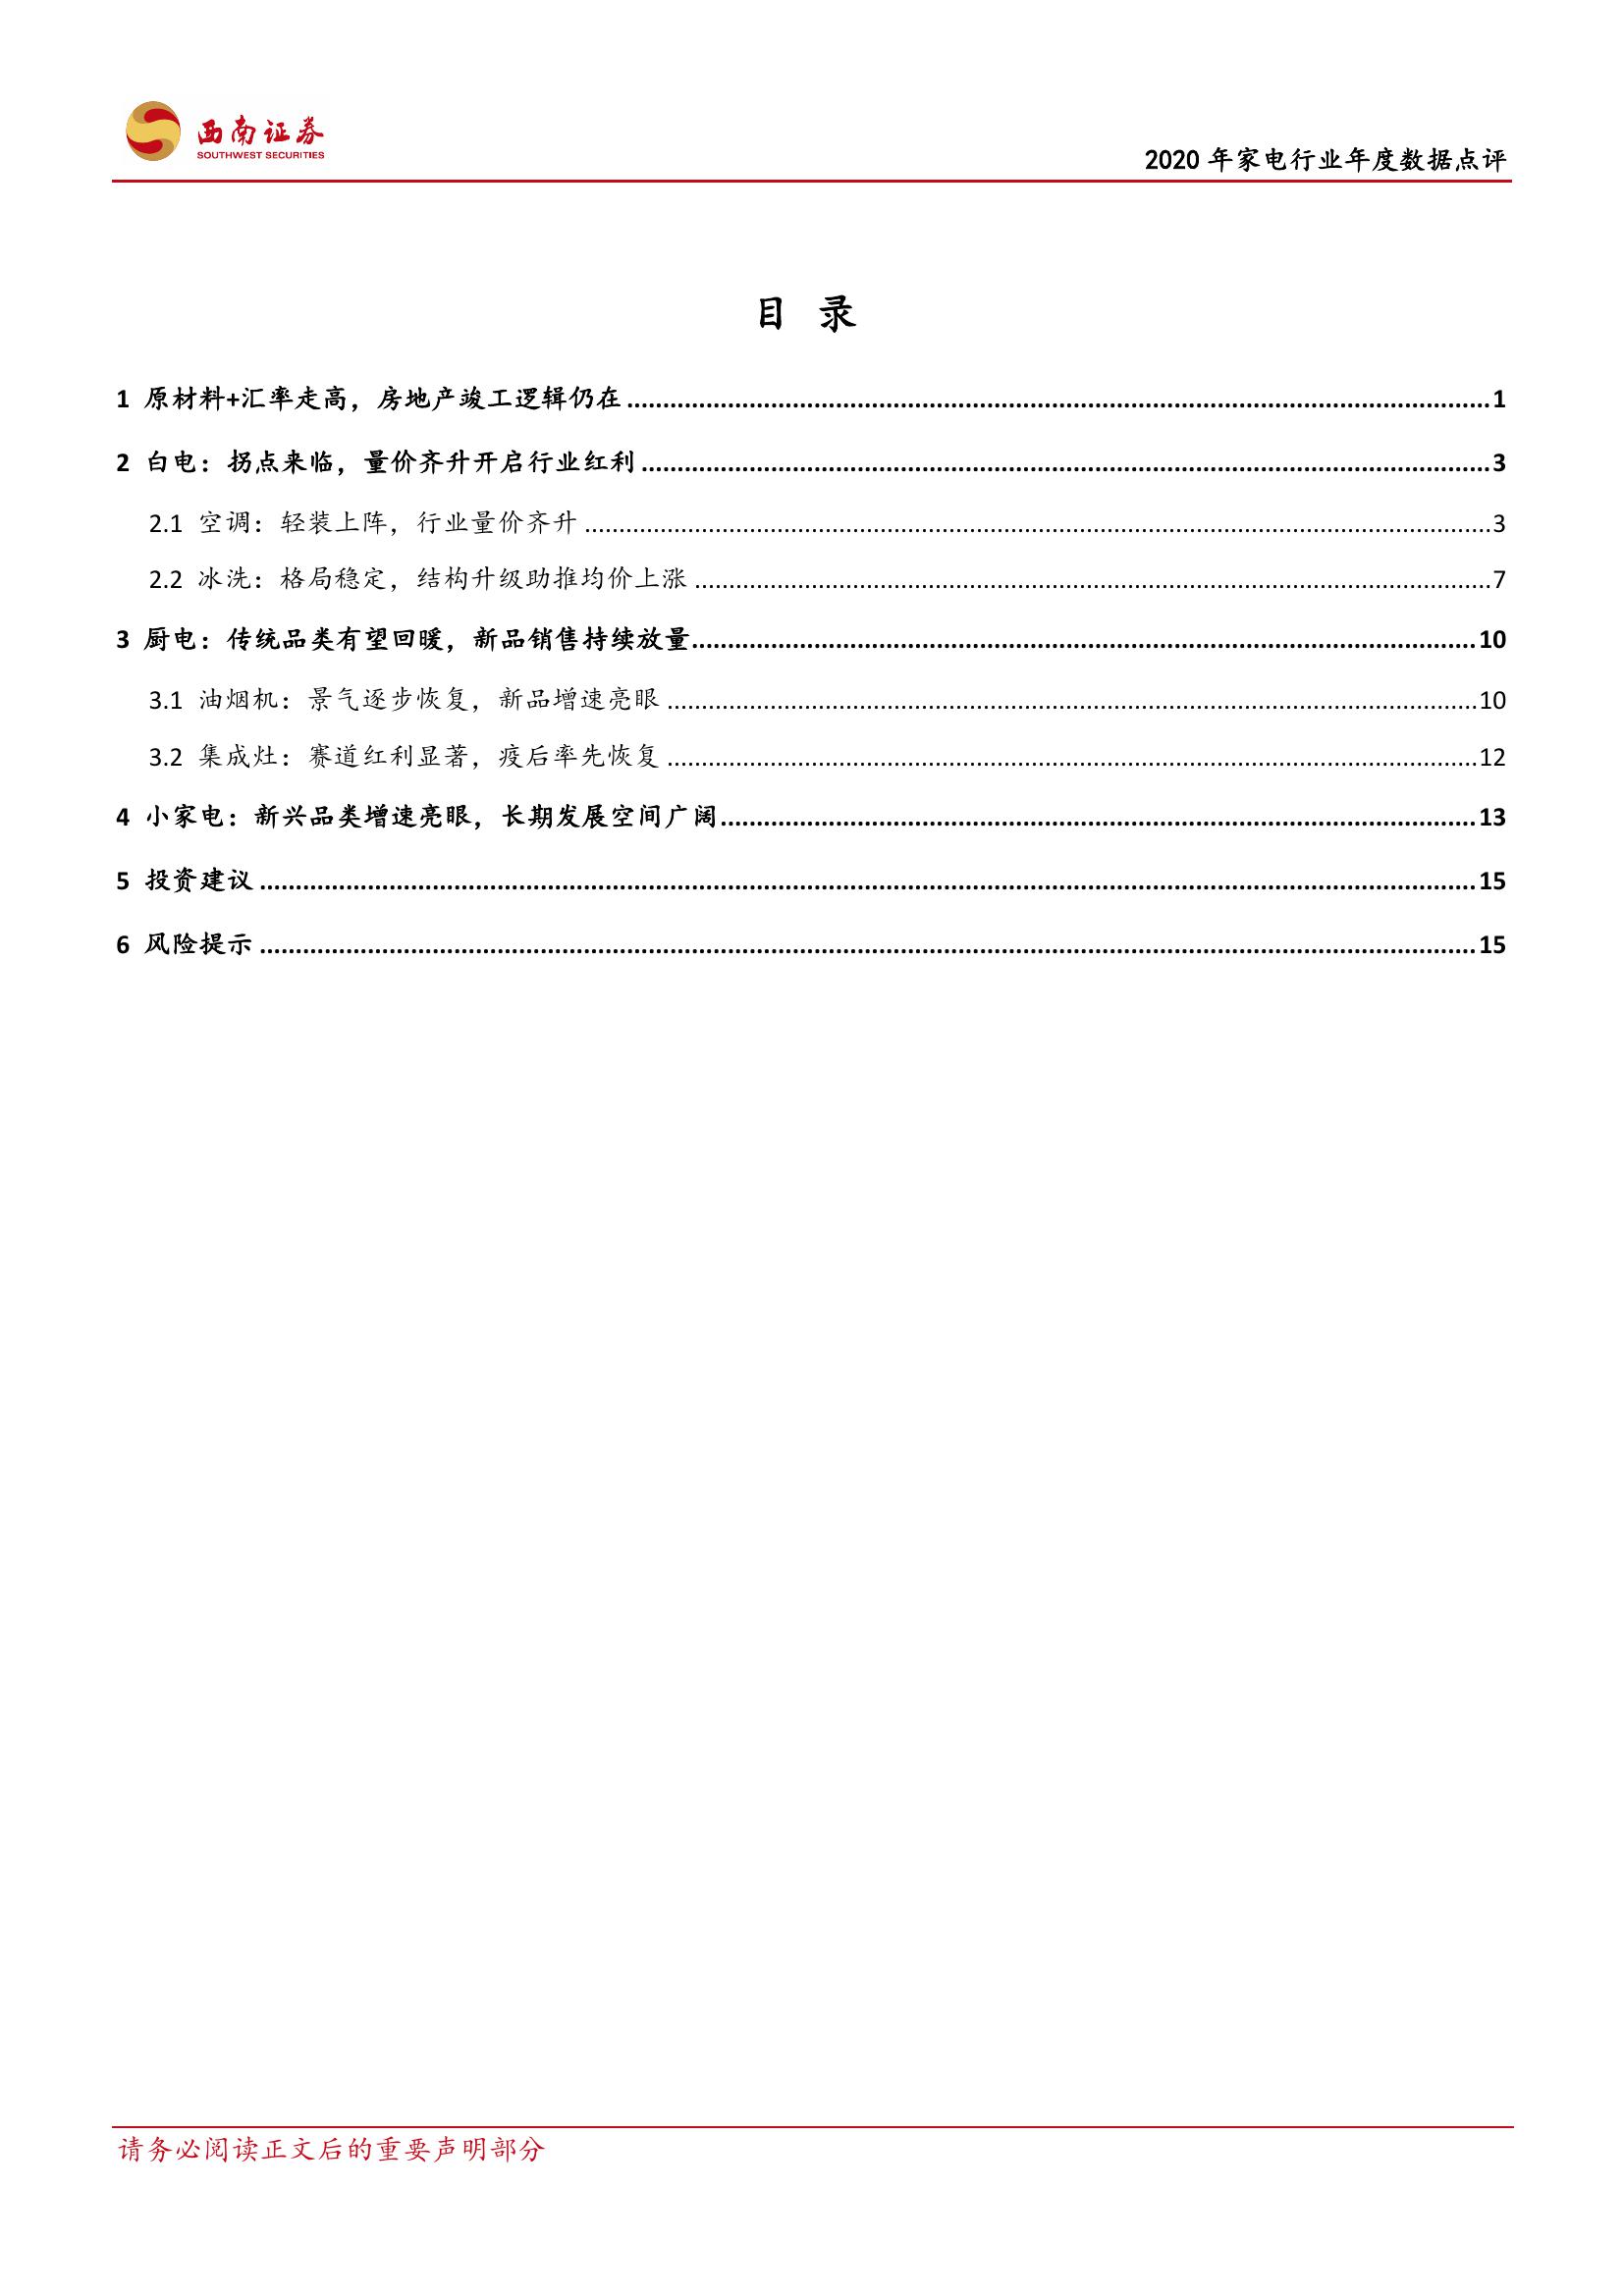 西南证券
SOUTHWEST SECURITIES
2020 年家电行业年度数据点评
目 录
1 原材料+汇率走高，房地产竣工逻辑仍在 ........ 1
2 白电：拐点来临，量价齐升开启行业红利 ........ 3
2.1 空调：轻装上阵，行业量价齐升 ........ 3
2.2 冰洗：格局稳定，结构升级助推均价上涨 ........ 7
3 厨电：传统品类有望回暖，新品销售持续放量 ........ 10
3.1 油烟机：景气逐步恢复，新品增速亮眼 ........ 10
3.2 集成灶：赛道红利显著，疫后率先恢复 ........ 12
4 小家电：新兴品类增速亮眼，长期发展空间广阔 ........ 13
5 投资建议 ........ 15
6 风险提示 ........ 15
请务必阅读正文后的重要声明部分